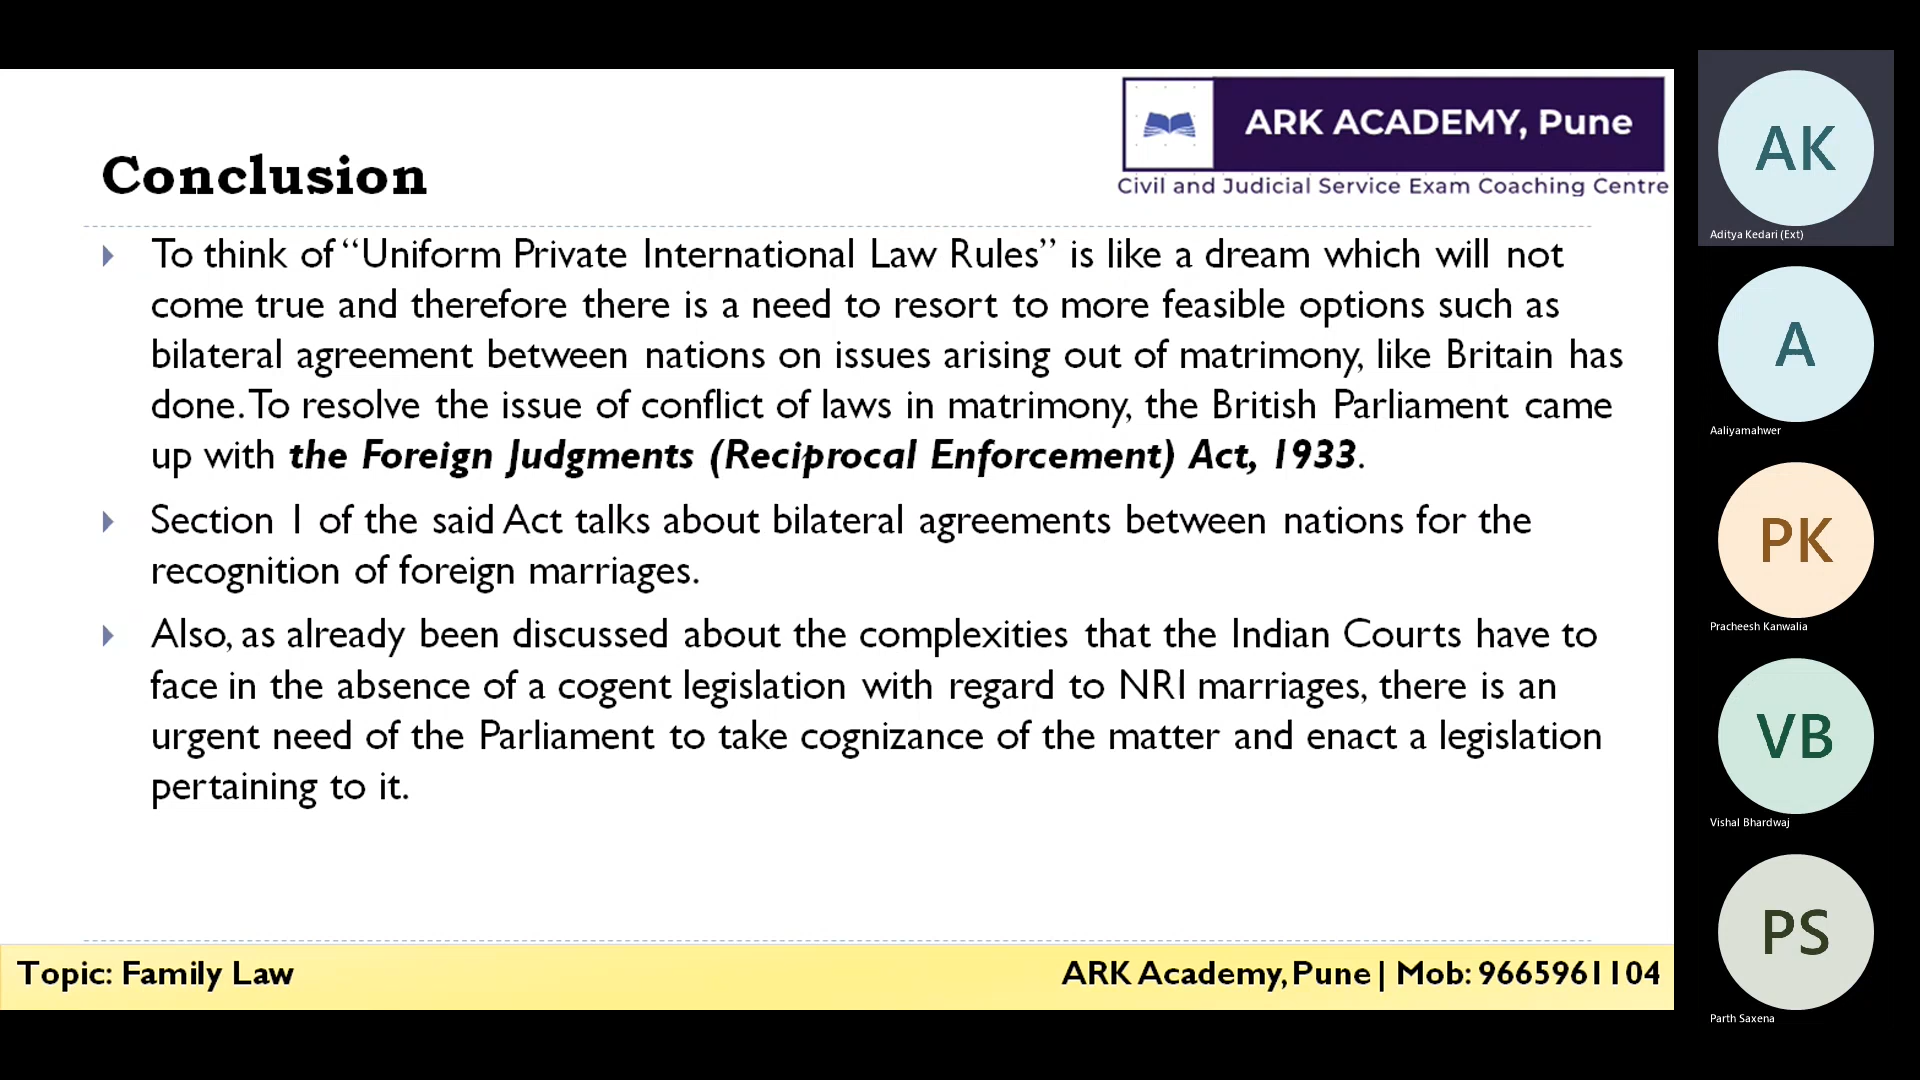 ARK ACADEMY, Pune
Civil and Judicial Service Exam Coaching Centre
Conclusion
To think of “Uniform Private International Law Rules” is like a dream which will not
come true and therefore there is a need to resort to more feasible options such as
bilateral agreement between nations on issues arising out of matrimony, like Britain has
done. To resolve the issue of conflict of laws in matrimony, the British Parliament came
up with the Foreign Judgments (Reciprocal Enforcement) Act, 1933.
Section 1 of the said Act talks about bilateral agreements between nations for the
recognition of foreign marriages.
Also, as already been discussed about the complexities that the Indian Courts have to
face in the absence of a cogent legislation with regard to NRI marriages, there is an
urgent need of the Parliament to take cognizance of the matter and enact a legislation
pertaining to it.
Topic: Family Law
ARK Academy, Pune | Mob: 9665961104
AK
Aditya Kedari (Ext)
A
Aaliyamahwer
PK
Pracheesh Kanwalia
VB
Vishal Bhardwaj
PS
Parth Saxena